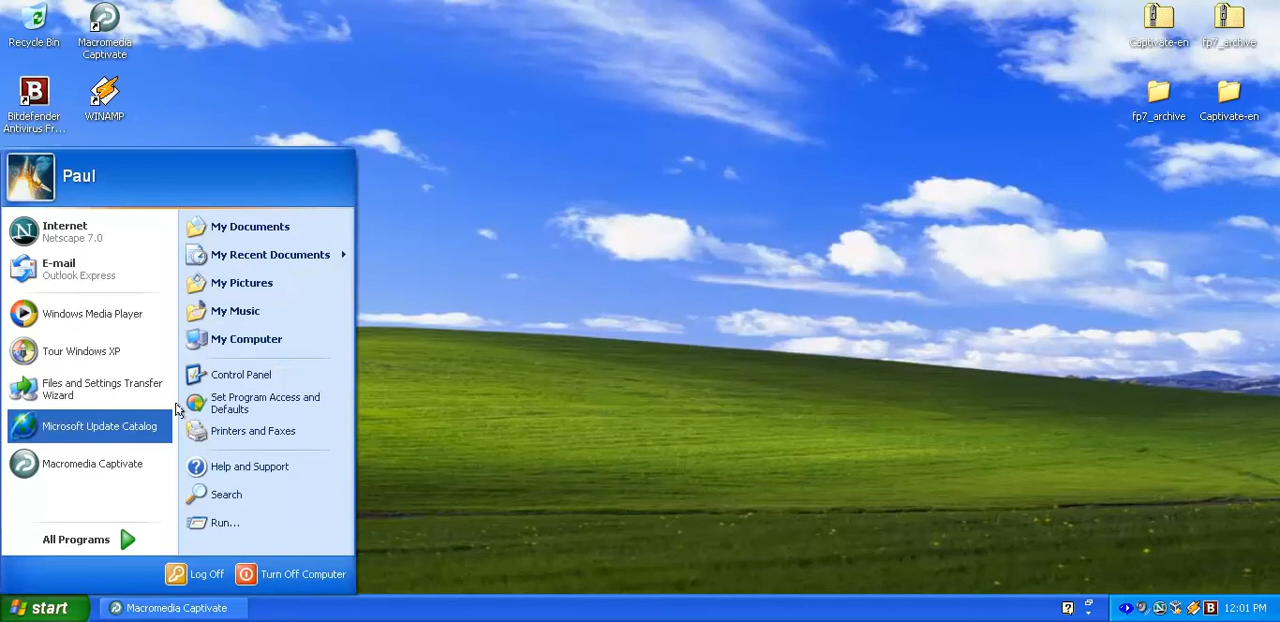 Recycle Bin
Macromedia
Captivate
Captivate-en
fp7_archive
Bitdefender
Antivirus Fr...
WINAMP
fp7_archive
Captivate-en
Paul
Internet
Netscape 7.0
E-mail
Outlook Express
Windows Media Player
Tour Windows XP
Files and Settings Transfer
Wizard
Microsoft Update Catalog
Macromedia Captivate
All Programs
My Documents
My Recent Documents
My Pictures
My Music
My Computer
Control Panel
Set Program Access and
Defaults
Printers and Faxes
Help and Support
Search
Run...
Log Off
Turn Off Computer
start
Macromedia Captivate
12:01 PM